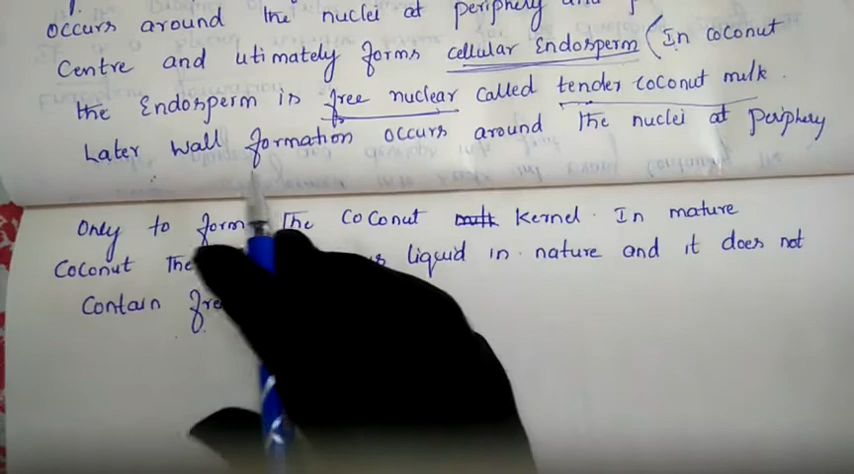 occurs around the nuclei at periphery
Centre and utimately forms cellular Endosperm (In coconut
the Endosperm is free nuclear called tender coconut milk.
Later wall formation occurs around the nuclei at periphery
Only to form the coconut kernel. In mature
Coconut The liquid in nature and it does not
Contain